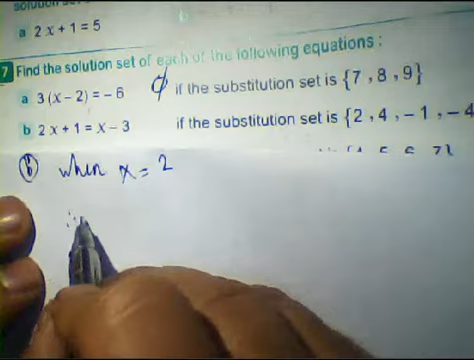 solution
a 2x + 1 = 5
b
7 Find the solution set of each of the following equations :
a 3 (x − 2) = − 6 ϕ if the substitution set is {7 , 8 , 9}
b 2x + 1 = x − 3 if the substitution set is {2 , 4 , − 1 , − 4
(b) when x = 2